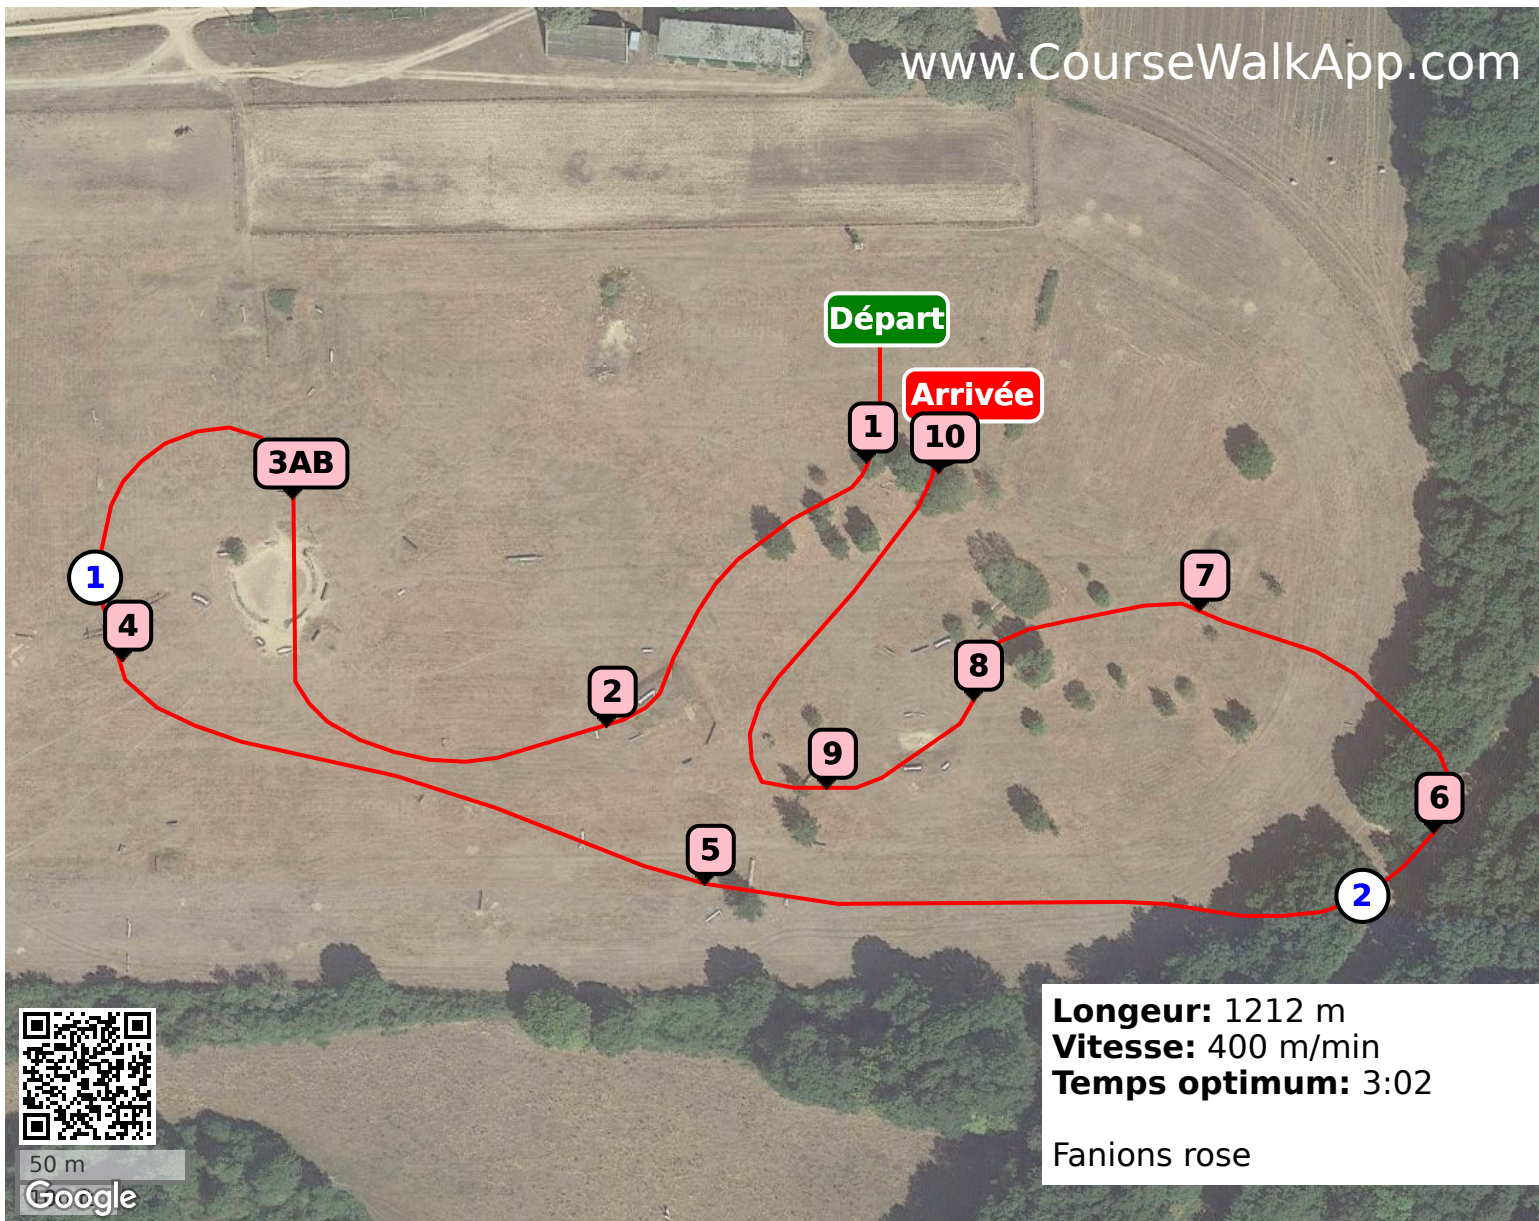 www.CourseWalkApp.com
Départ
Arrivée
1
10
3AB
7
1
4
8
2
9
6
5
2
Longeur: 1212 m
Vitesse: 400 m/min
Temps optimum: 3:02
Fanions rose
50 m
Google